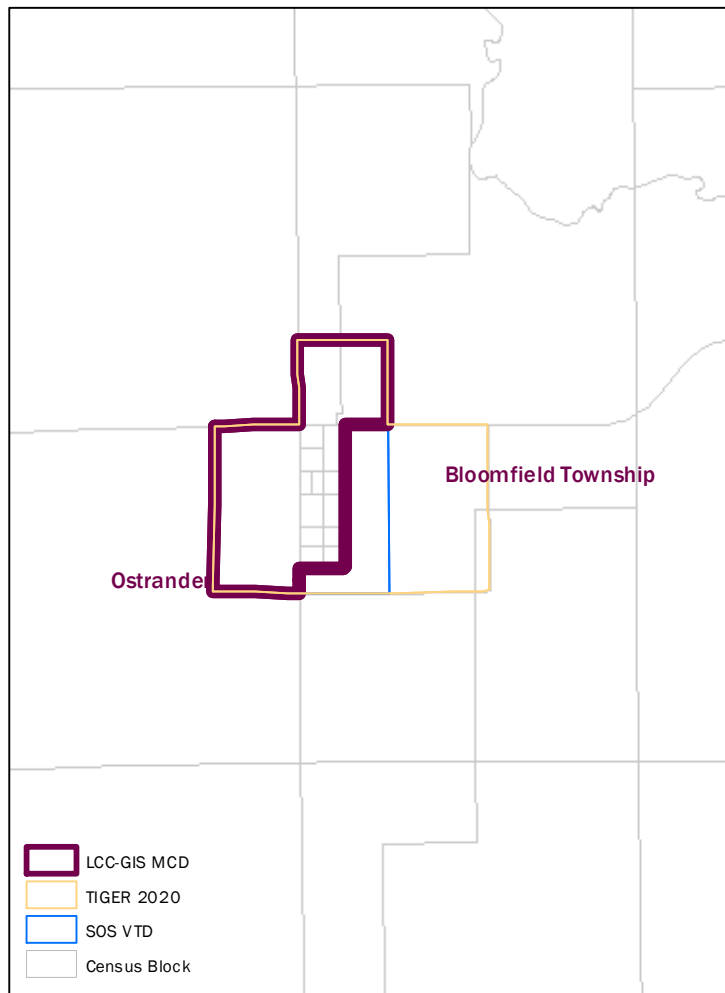 Bloomfield Township
Ostrander
LCC-GIS MCD
TIGER 2020
SOS VTD
Census Block